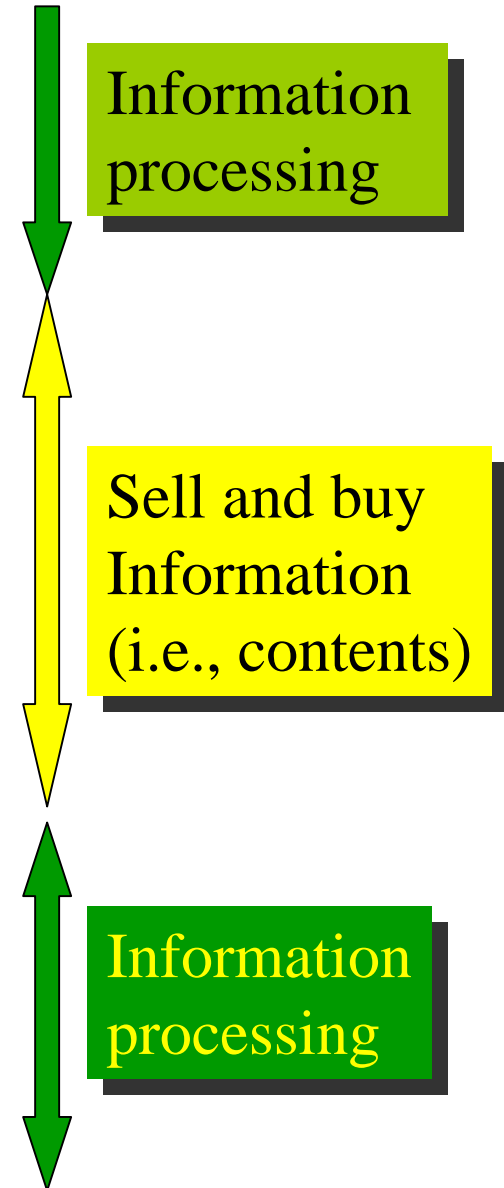 Information
processing
Sell and buy
Information
(i.e., contents)
Information
processing